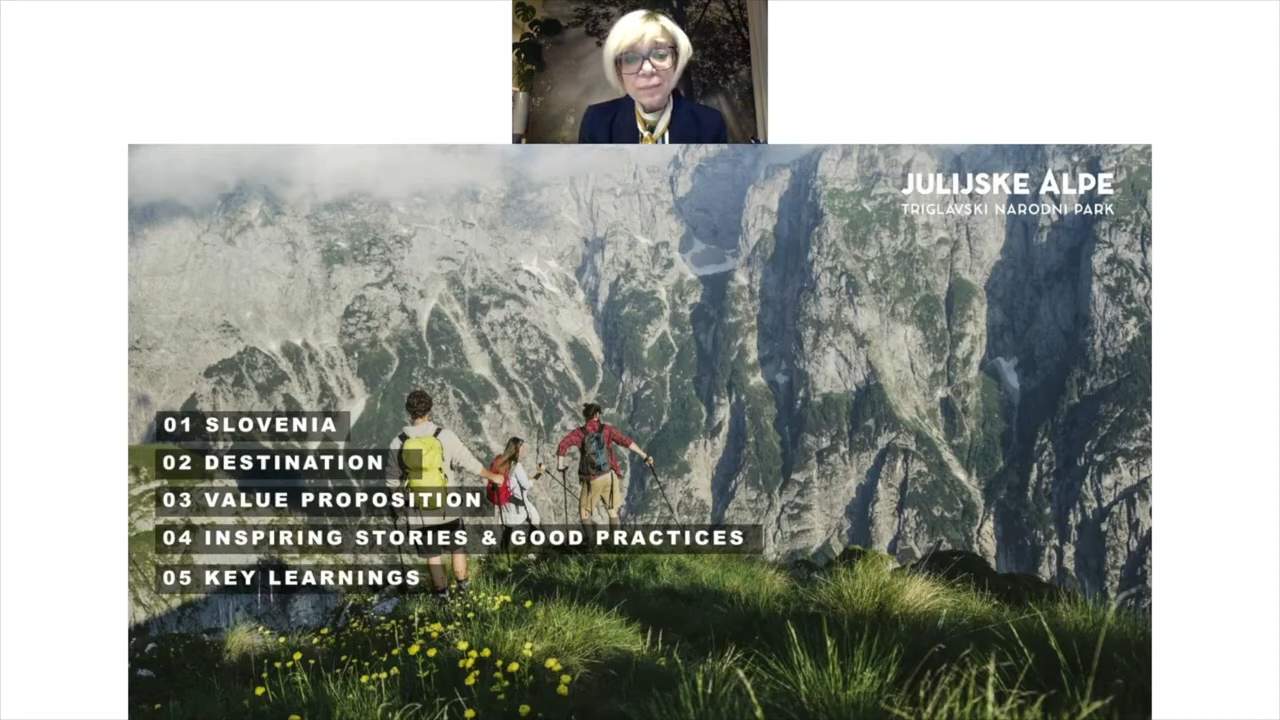 JULIJSKE ALPE
TRIGLAVSKI NARODNI PARK
01 SLOVENIA
02 DESTINATION
03 VALUE PROPOSITION
04 INSPIRING STORIES & GOOD PRACTICES
05 KEY LEARNINGS